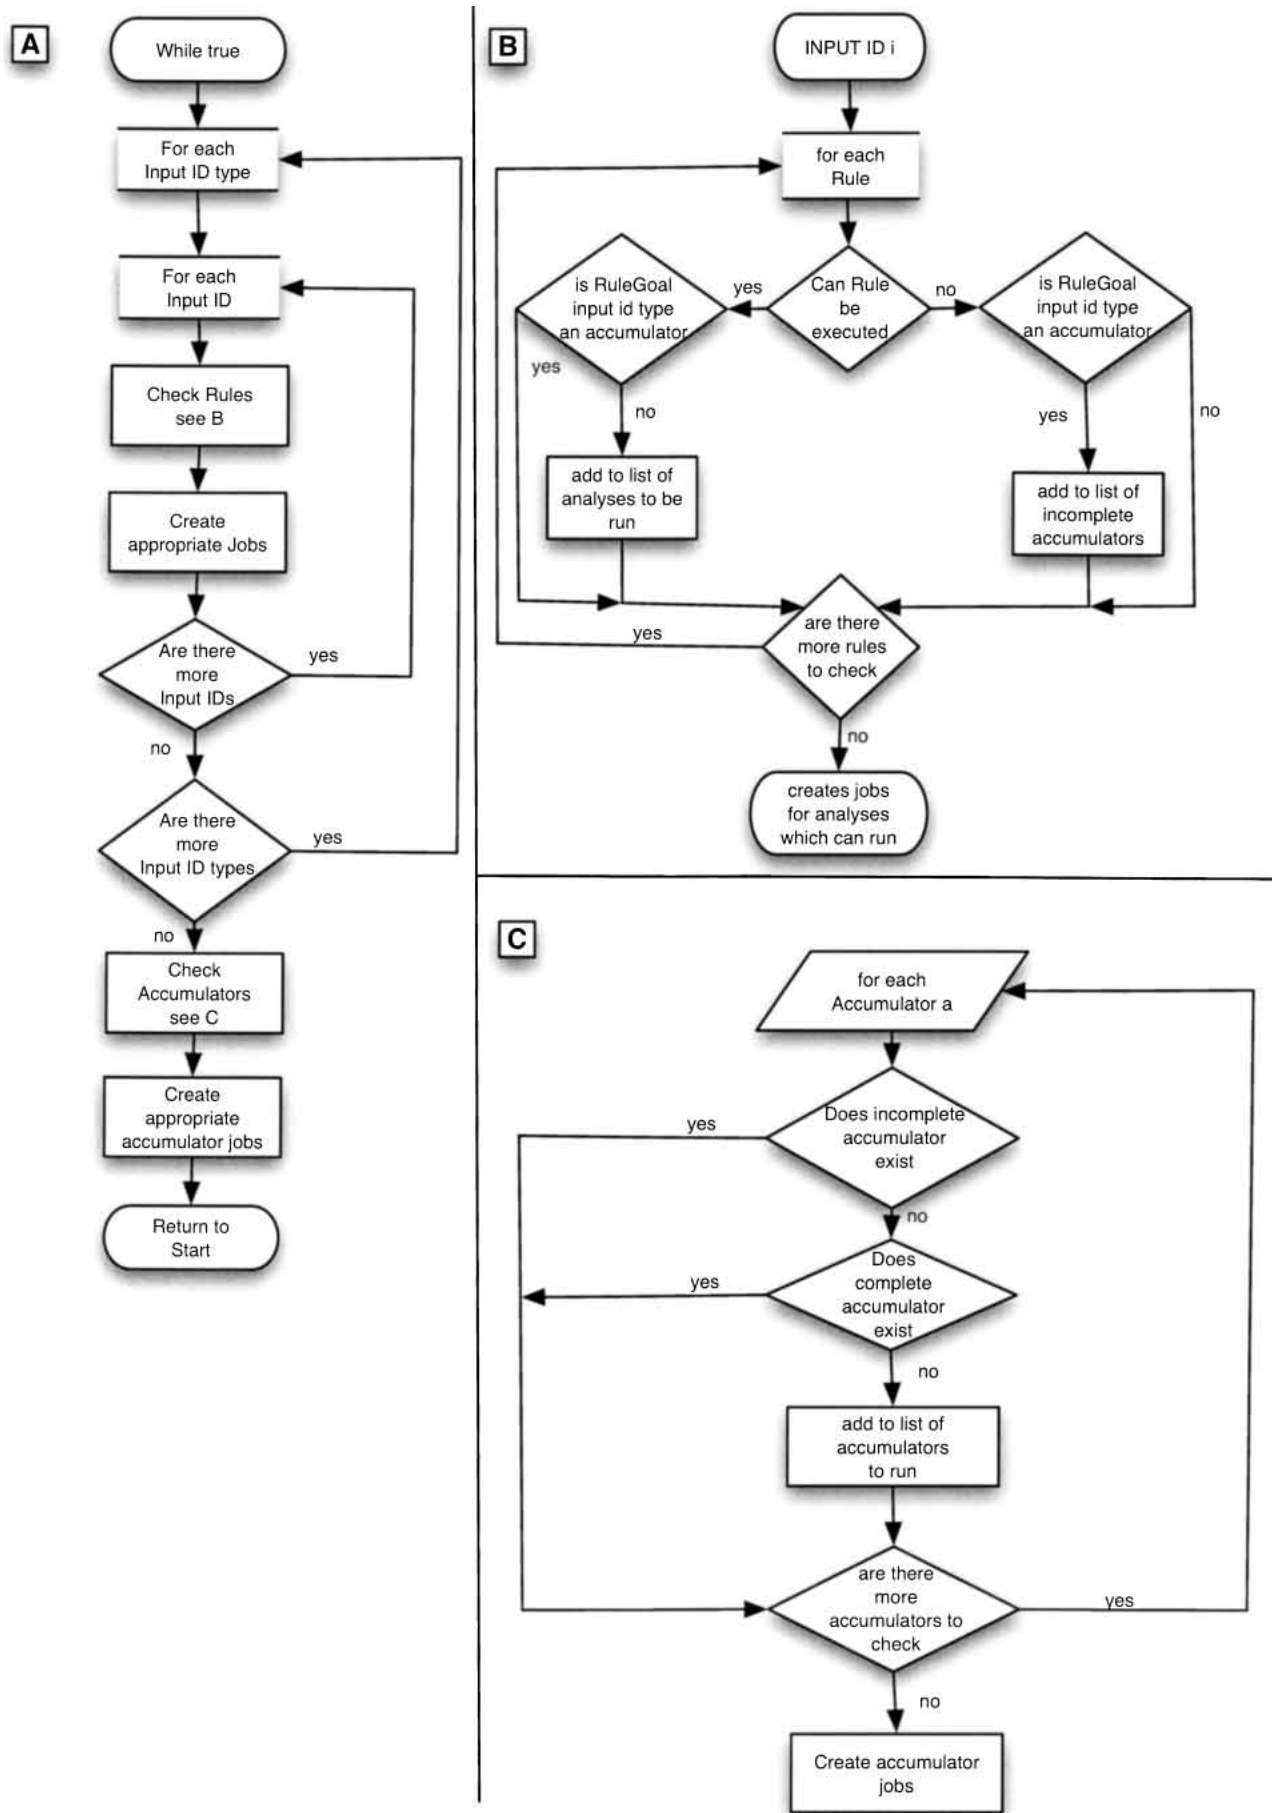 A
While true
For each
Input ID type
For each
Input ID
Check Rules
see B
Create
appropriate Jobs
Are there
more
Input IDs
yes
no
Are there
more
Input ID types
yes
no
Check
Accumulators
see C
Create
appropriate
accumulator jobs
Return to
Start
B
INPUT ID i
for each
Rule
Can Rule
be
executed
yes
no
is RuleGoal
input id type
an accumulator
yes
no
add to list of
analyses to be
run
is RuleGoal
input id type
an accumulator
yes
no
add to list of
incomplete
accumulators
are there
more rules
to check
yes
no
creates jobs
for analyses
which can run
C
for each
Accumulator a
Does incomplete
accumulator
exist
yes
no
Does
complete
accumulator
exist
yes
no
add to list of
accumulators
to run
are there
more
accumulators to
check
yes
no
Create accumulator
jobs